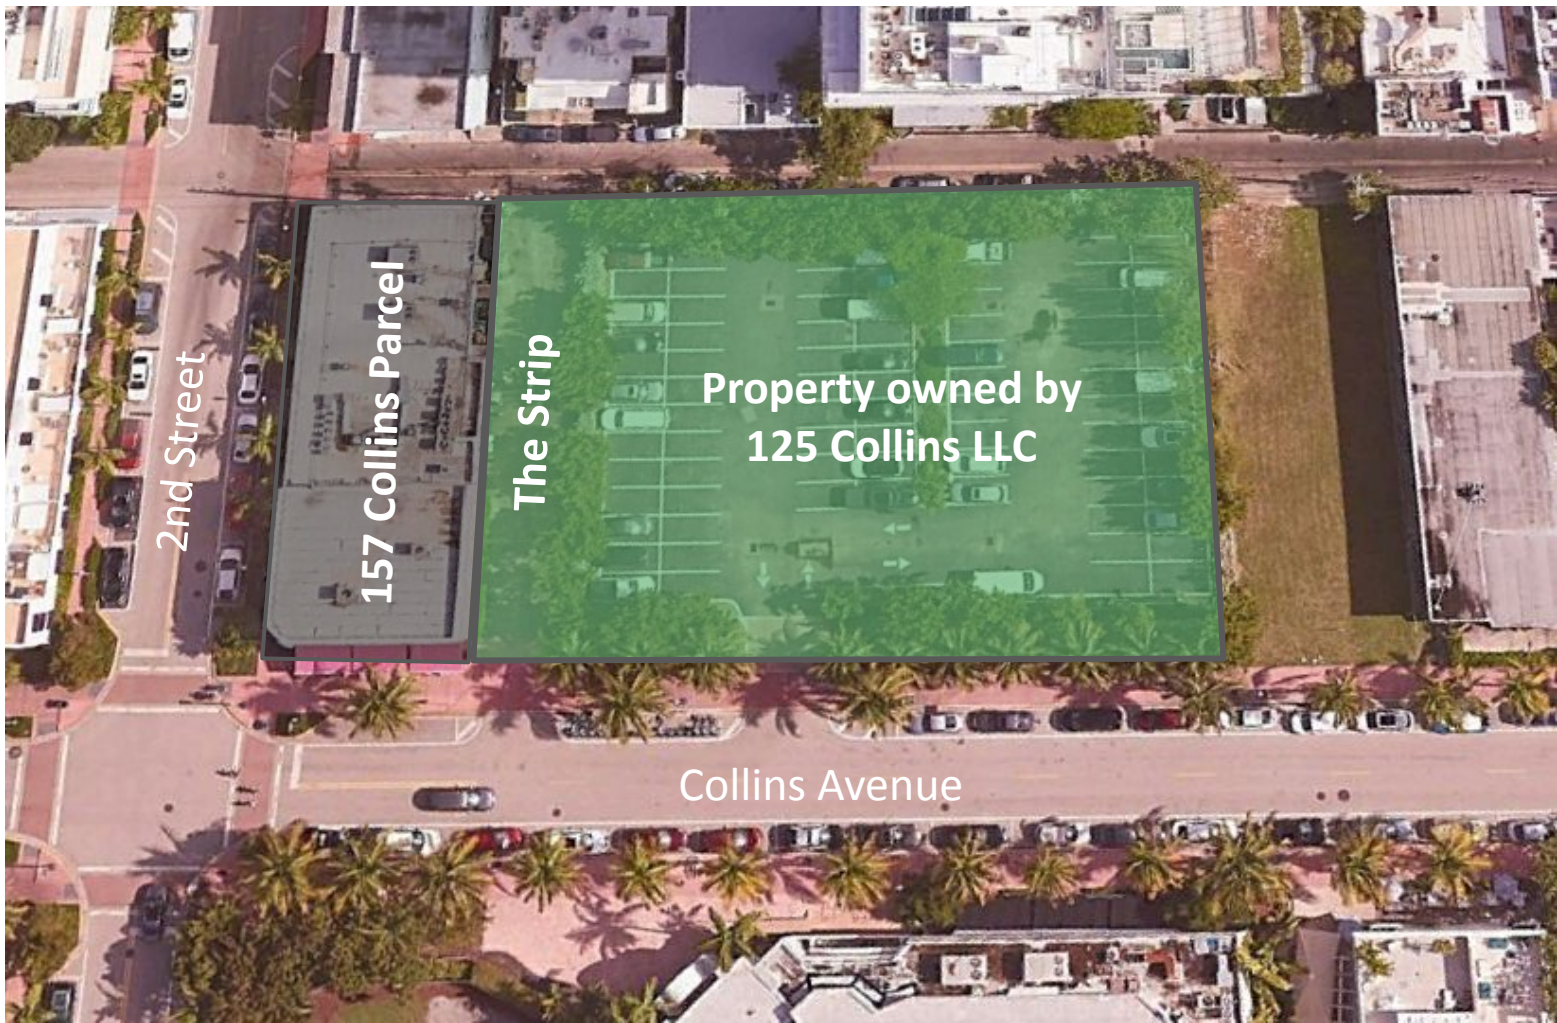 2nd Street
157 Collins Parcel
The Strip
Property owned by
125 Collins LLC
Collins Avenue